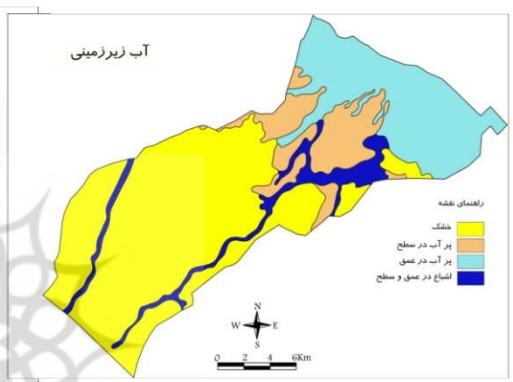 آب زیرزمینی
راهنمای نقشه
خشک
پر آب در سطح
پر آب در عمق
اشباع در عمق و سطح
N
W E
S
0 2 4 6Km